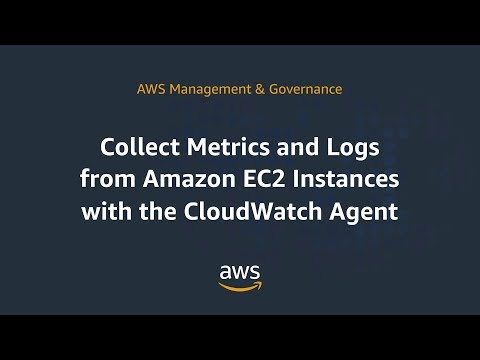 AWS Management & Governance
Collect Metrics and Logs
from Amazon EC2 Instances
with the CloudWatch Agent
aws